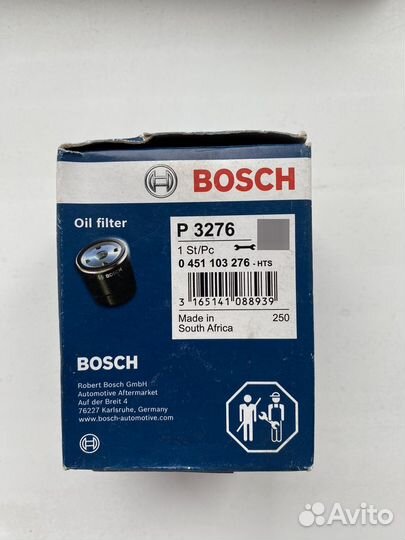 BOSCH
Oil filter
P 3276
1 St/Pc
0 451 103 276 - HTS
3 165141 088939
Made in
South Africa
250
BOSCH
BOSCH
Robert Bosch GmbH
Automotive Aftermarket
Auf der Breit 4
76227 Karlsruhe, Germany
www.bosch-automotive.com
Avito